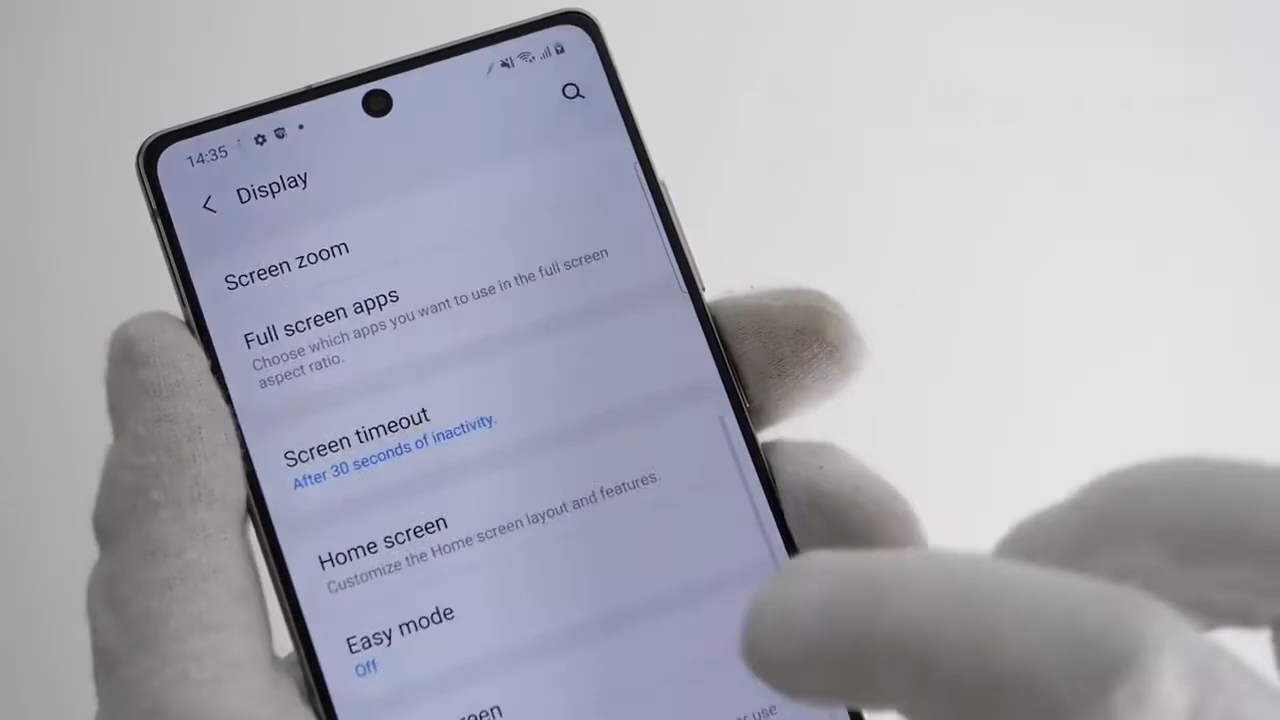 14:35
Display
Screen zoom
Full screen apps
Choose which apps you want to use in the full screen
aspect ratio.
Screen timeout
After 30 seconds of inactivity.
Home screen
Customize the Home screen layout and features.
Easy mode
Off